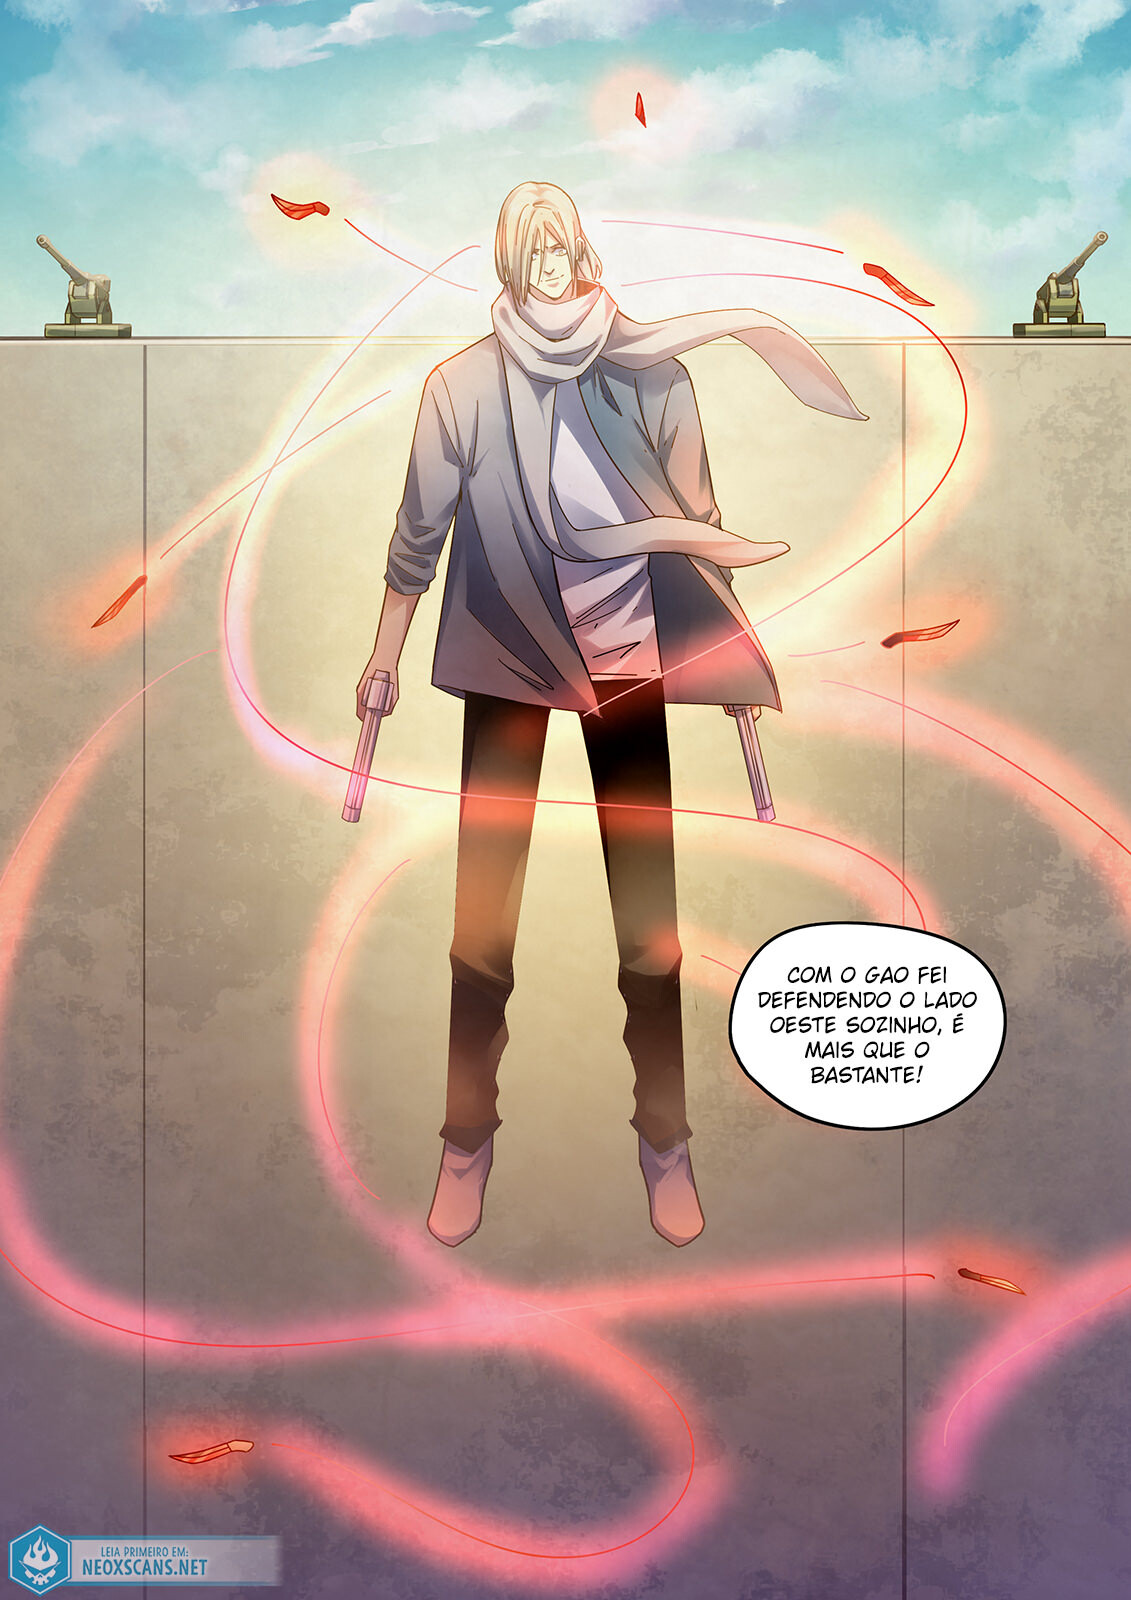 COM O GAO FEI
DEFENDENDO O LADO
OESTE SOZINHO, É
MAIS QUE O
BASTANTE!
LEIA PRIMEIRO EM:
NEOXSCANS.NET